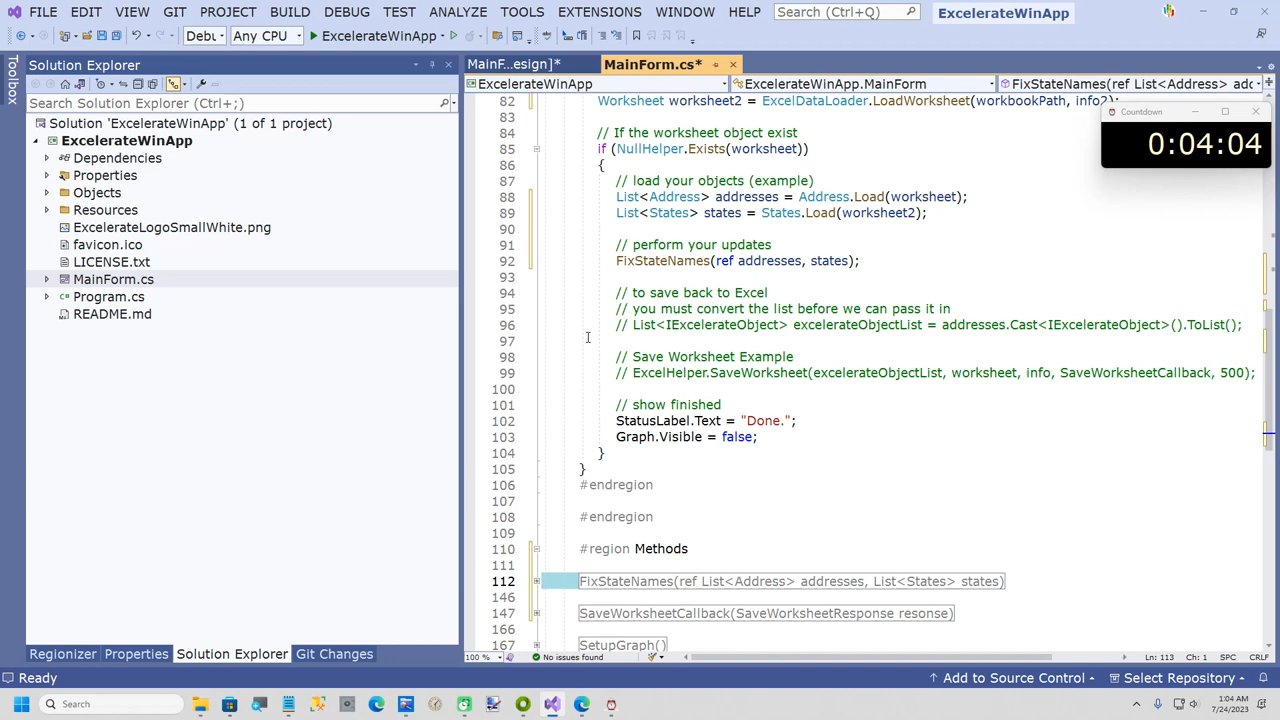 FILE EDIT VIEW GIT PROJECT BUILD DEBUG TEST ANALYZE TOOLS EXTENSIONS WINDOW HELP Search (Ctrl+Q) ExcelerateWinApp
Debu Any CPU ExcelerateWinApp
Toolbox
Solution Explorer
Search Solution Explorer (Ctrl+;)
Solution 'ExcelerateWinApp' (1 of 1 project)
ExcelerateWinApp
Dependencies
Properties
Objects
Resources
ExcelerateLogoSmallWhite.png
favicon.ico
LICENSE.txt
MainForm.cs
Program.cs
README.md
Regionizer Properties Solution Explorer Git Changes
MainF...esign]* MainForm.cs*
ExcelerateWinApp ExcelerateWinApp.MainForm FixStateNames(ref List<Address> adc
Countdown
0:04:04
82 Worksheet worksheet2 = ExcelDataLoader.LoadWorksheet(workbookPath, info2);
83
84 // If the worksheet object exist
85 if (NullHelper.Exists(worksheet))
86 {
87 // load your objects (example)
88 List<Address> addresses = Address.Load(worksheet);
89 List<States> states = States.Load(worksheet2);
90
91 // perform your updates
92 FixStateNames(ref addresses, states);
93
94 // to save back to Excel
95 // you must convert the list before we can pass it in
96 // List<IExcelerateObject> excelerateObjectList = addresses.Cast<IExcelerateObject>().ToList();
97
98 // Save Worksheet Example
99 // ExcelHelper.SaveWorksheet(excelerateObjectList, worksheet, info, SaveWorksheetCallback, 500);
100
101 // show finished
102 StatusLabel.Text = "Done.";
103 Graph.Visible = false;
104 }
105 }
106 #endregion
107
108 #endregion
109
110 #region Methods
111
112 FixStateNames(ref List<Address> addresses, List<States> states)
146
147 SaveWorksheetCallback(SaveWorksheetResponse resonse)
166
167 SetupGraph()
100 % No issues found Ln: 113 Ch: 1 SPC CRLF
Ready Add to Source Control Select Repository
Search
1:04 AM
7/24/2023